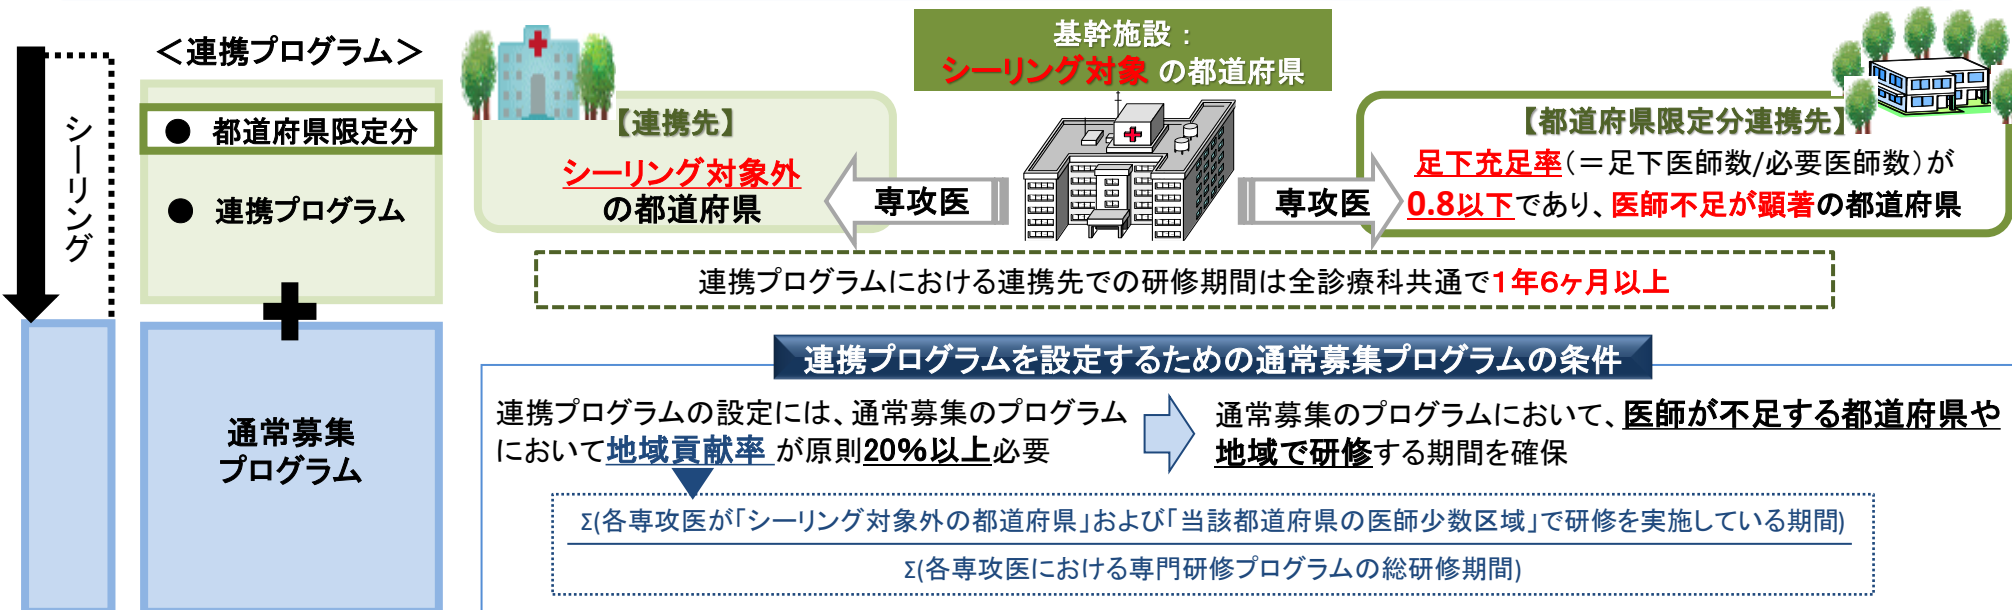 シーリング
＜連携プログラム＞
● 都道府県限定分
● 連携プログラム
通常募集
プログラム
基幹施設：
シーリング対象 の都道府県
【連携先】
シーリング対象外
の都道府県
専攻医
専攻医
【都道府県限定分連携先】
足下充足率（＝足下医師数/必要医師数）が
0.8以下であり、医師不足が顕著の都道府県
連携プログラムにおける連携先での研修期間は全診療科共通で１年６ヶ月以上
連携プログラムを設定するための通常募集プログラムの条件
連携プログラムの設定には、通常募集のプログラム
において地域貢献率 が原則20%以上必要
通常募集のプログラムにおいて、医師が不足する都道府県や
地域で研修する期間を確保
Σ(各専攻医が「シーリング対象外の都道府県」および「当該都道府県の医師少数区域」で研修を実施している期間)
Σ(各専攻医における専門研修プログラムの総研修期間)